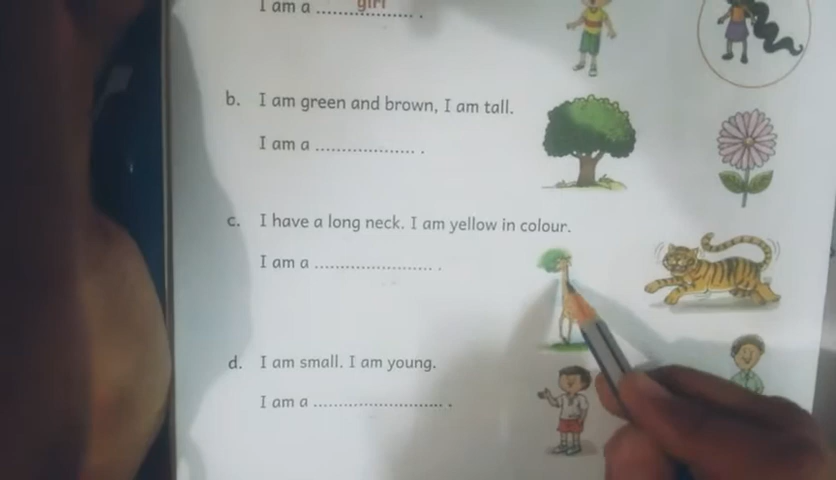 I am a girl .
b. I am green and brown, I am tall.
I am a .................... .
c. I have a long neck. I am yellow in colour.
I am a ........................ .
d. I am small. I am young.
I am a .......................... .